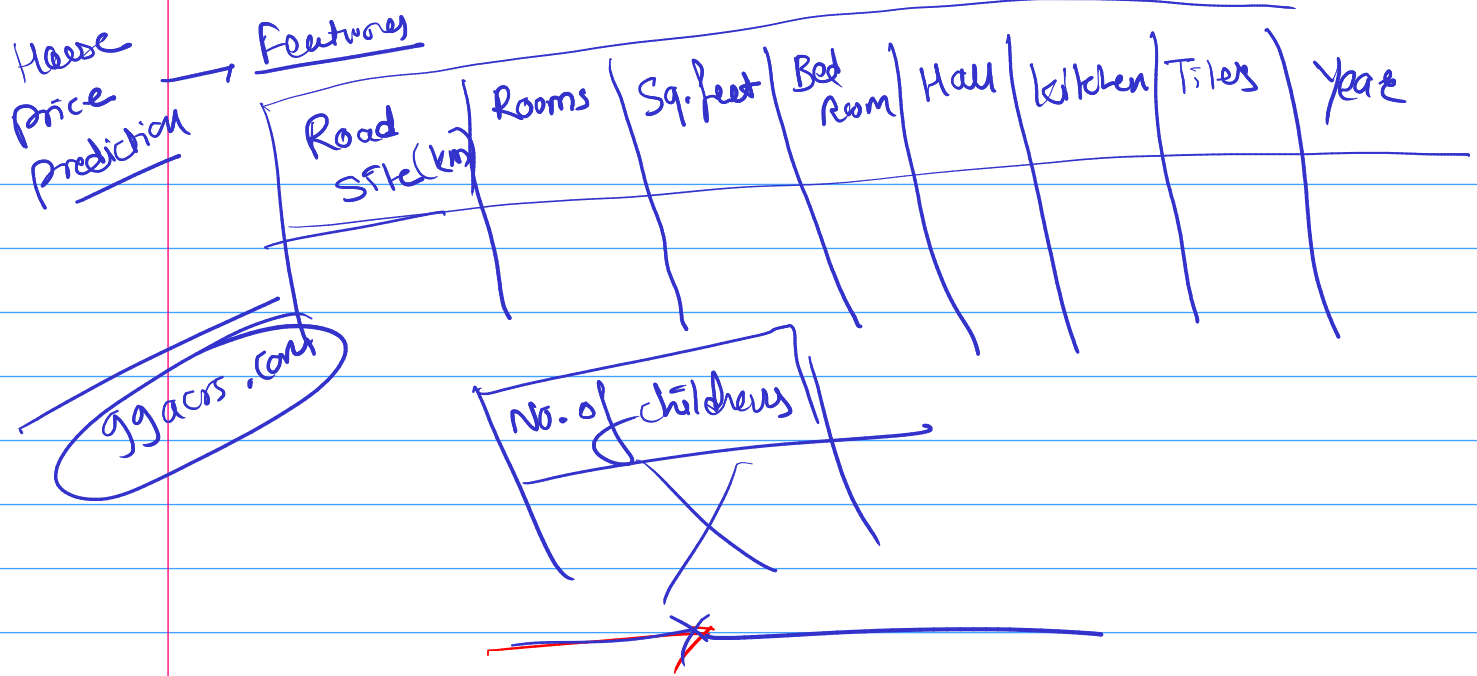 House
price
prediction
Features
Road
site(km)
Rooms
Sq.feet
Bed
Room
Hall
kitchen
Tiles
Year
ggacrs.com
No. of childrens